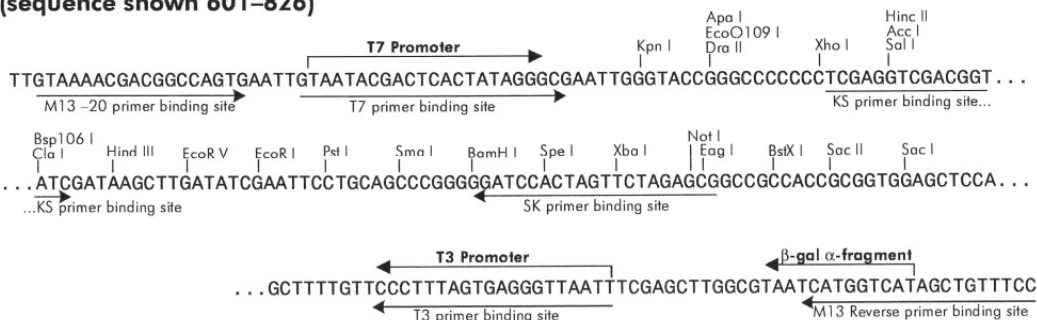 (sequence shown 601–826)
Apa I
EcoO109 I
Dra II
Hinc II
Acc I
Sal I
T7 Promoter
Kpn I
Xho I
TTGTAAAACGACGGCCAGTGAATTGTAATACGACTCACTATAGGGCGAATTGGGTACCGGGCCCCCCCTCGAGGTCGACGGT...
M13 –20 primer binding site
T7 primer binding site
KS primer binding site...
Bsp106 I
Cla I
Hind III
EcoR V
EcoR I
Pst I
Sma I
BamH I
Spe I
Xba I
Not I
Eag I
BstX I
Sac II
Sac I
...ATCGATAAGCTTGATATCGAATTCCTGCAGCCCGGGGGATCCACTAGTTCTAGAGCGGCCGCCACCGCGGTGGAGCTCCA...
...KS primer binding site
SK primer binding site
T3 Promoter
β-gal α-fragment
...GCTTTTGTTCCCTTTAGTGAGGGTTAATTTCGAGCTTGGCGTAATCATGGTCATAGCTGTTTCC
T3 primer binding site
M13 Reverse primer binding site